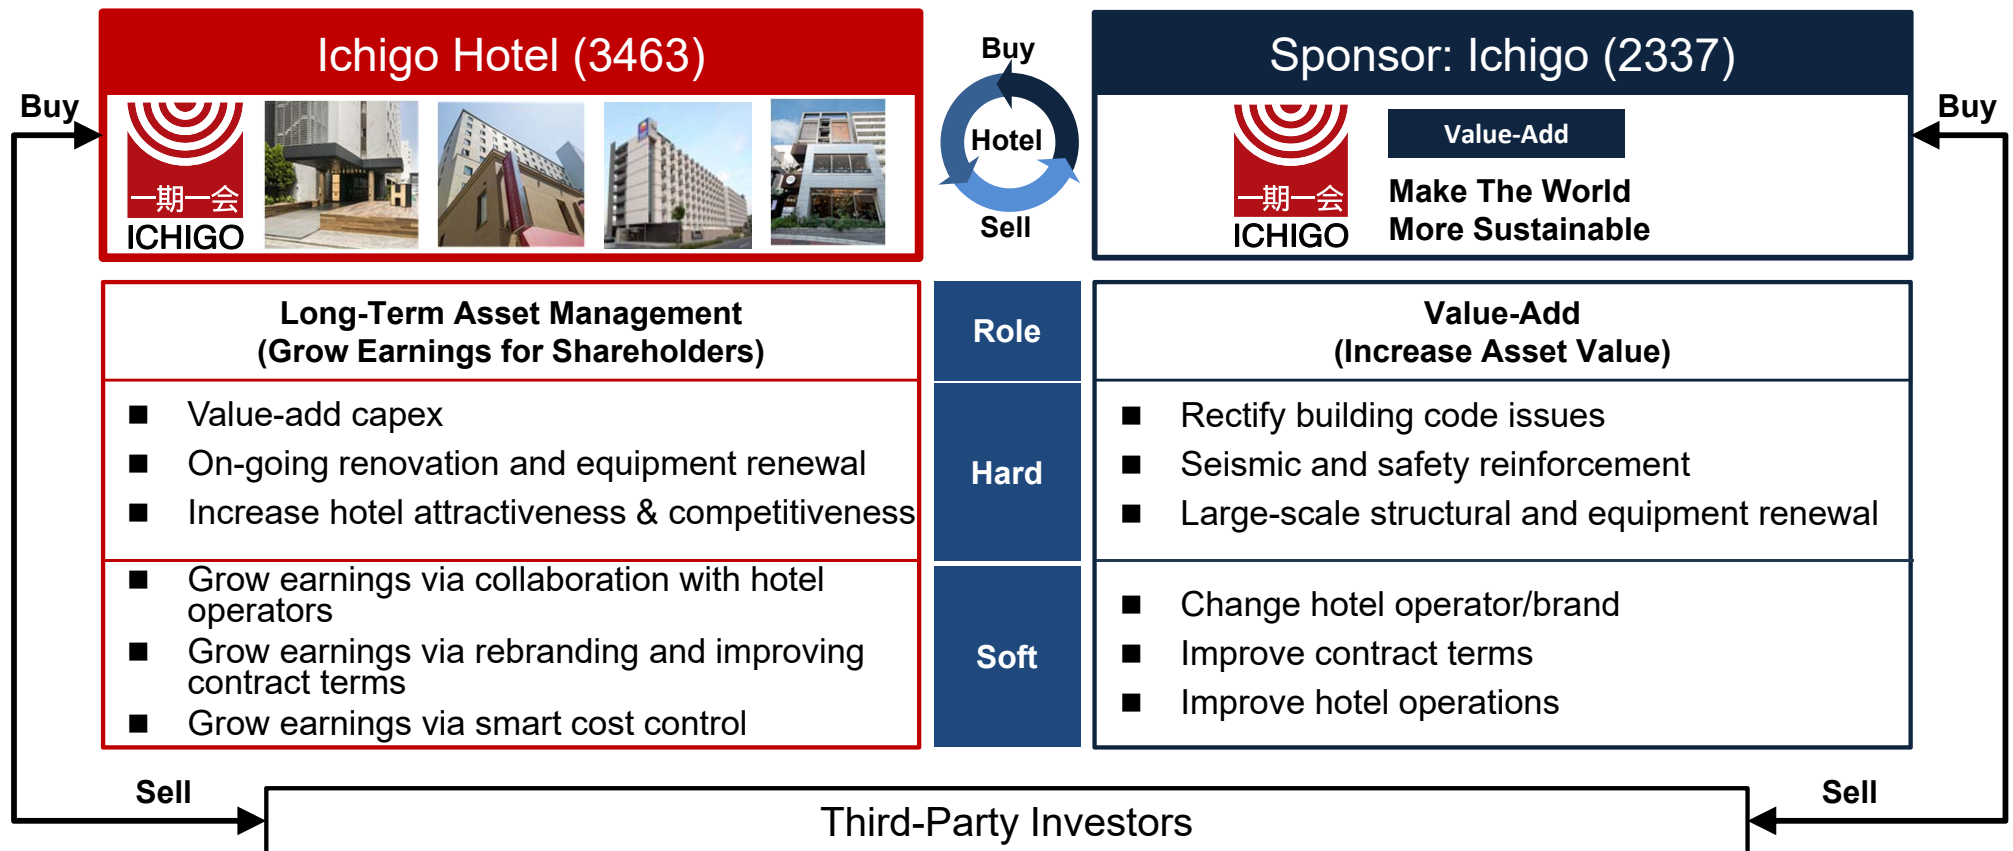 Ichigo Hotel (3463)
一期一会
ICHIGO
Buy
Hotel
Sell
Sponsor: Ichigo (2337)
一期一会
ICHIGO
Value-Add
Make The World
More Sustainable
Buy
Buy
Long-Term Asset Management
(Grow Earnings for Shareholders)
Role
Value-Add
(Increase Asset Value)
■ Value-add capex
■ On-going renovation and equipment renewal
■ Increase hotel attractiveness & competitiveness
Hard
■ Rectify building code issues
■ Seismic and safety reinforcement
■ Large-scale structural and equipment renewal
■ Grow earnings via collaboration with hotel
operators
■ Grow earnings via rebranding and improving
contract terms
■ Grow earnings via smart cost control
Soft
■ Change hotel operator/brand
■ Improve contract terms
■ Improve hotel operations
Sell
Third-Party Investors
Sell